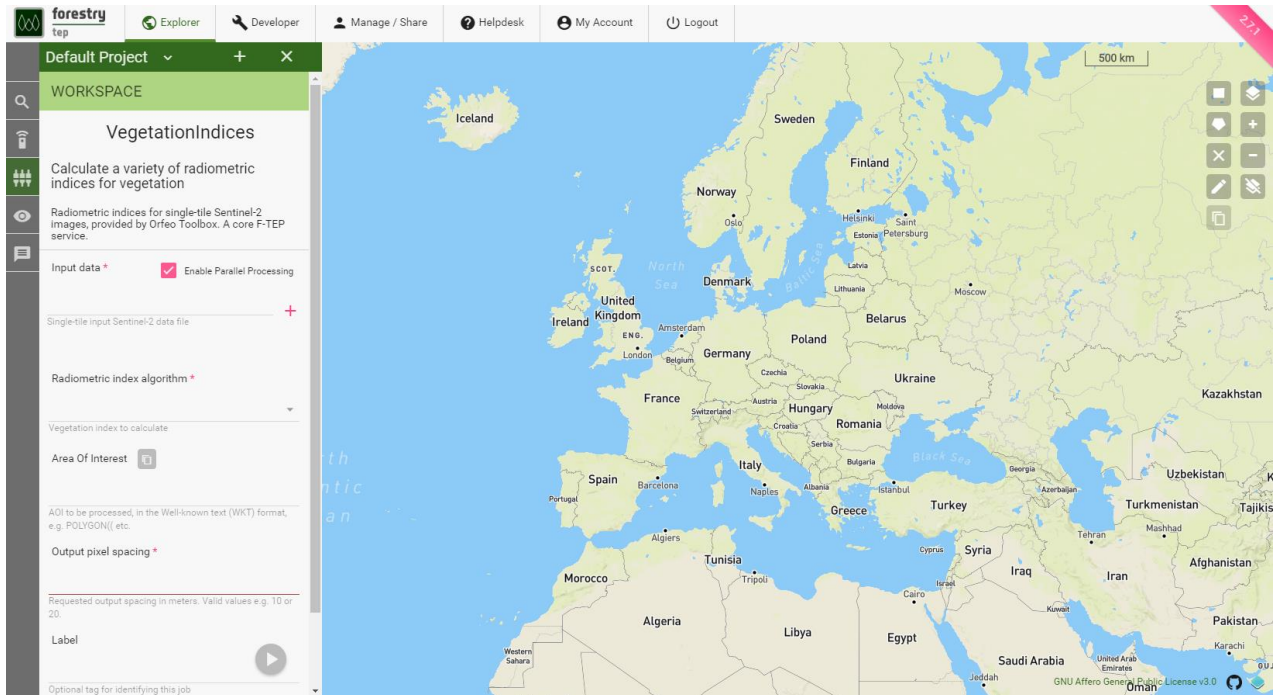 forestry
tep
Explorer
Developer
Manage / Share
Helpdesk
My Account
Logout
2.7.1
Default Project
WORKSPACE
VegetationIndices
Calculate a variety of radiometric
indices for vegetation
Radiometric indices for single-tile Sentinel-2
images, provided by Orfeo Toolbox. A core F-TEP
service.
Input data *
Enable Parallel Processing
Single-tile input Sentinel-2 data file
Radiometric index algorithm *
Vegetation index to calculate
Area Of Interest
AOI to be processed, in the Well-known text (WKT) format,
e.g. POLYGON(( etc.
Output pixel spacing *
Requested output spacing in meters. Valid values e.g. 10 or
20.
Label
Optional tag for identifying this job
500 km
Iceland
Sweden
Finland
Norway
Oslo
Helsinki
Saint
Petersburg
Estonia
SCOT.
North
Sea
Denmark
Baltic Sea
Latvia
Lithuania
Moscow
United
Kingdom
Ireland
ENG.
Amsterdam
Belarus
London
Belgium
Germany
Poland
Czechia
Slovakia
Ukraine
France
Switzerland
Austria
Hungary
Moldova
Kazakhstan
Croatia
Romania
Serbia
Italy
Bulgaria
Black Sea
Georgia
Uzbekistan
Spain
Barcelona
Portugal
Naples
Albania
Istanbul
Azerbaijan
Turkmenistan
Tajikis
Greece
Turkey
Tehran
Mashhad
Algiers
Tunisia
Cyprus
Syria
Afghanistan
Morocco
Tripoli
Israel
Iraq
Iran
Cairo
Kuwait
Pakistan
Algeria
Libya
Egypt
Karachi
Western
Sahara
Saudi Arabia
United Arab
Emirates
GUJ
Jeddah
Oman
GNU Affero General Public License v3.0